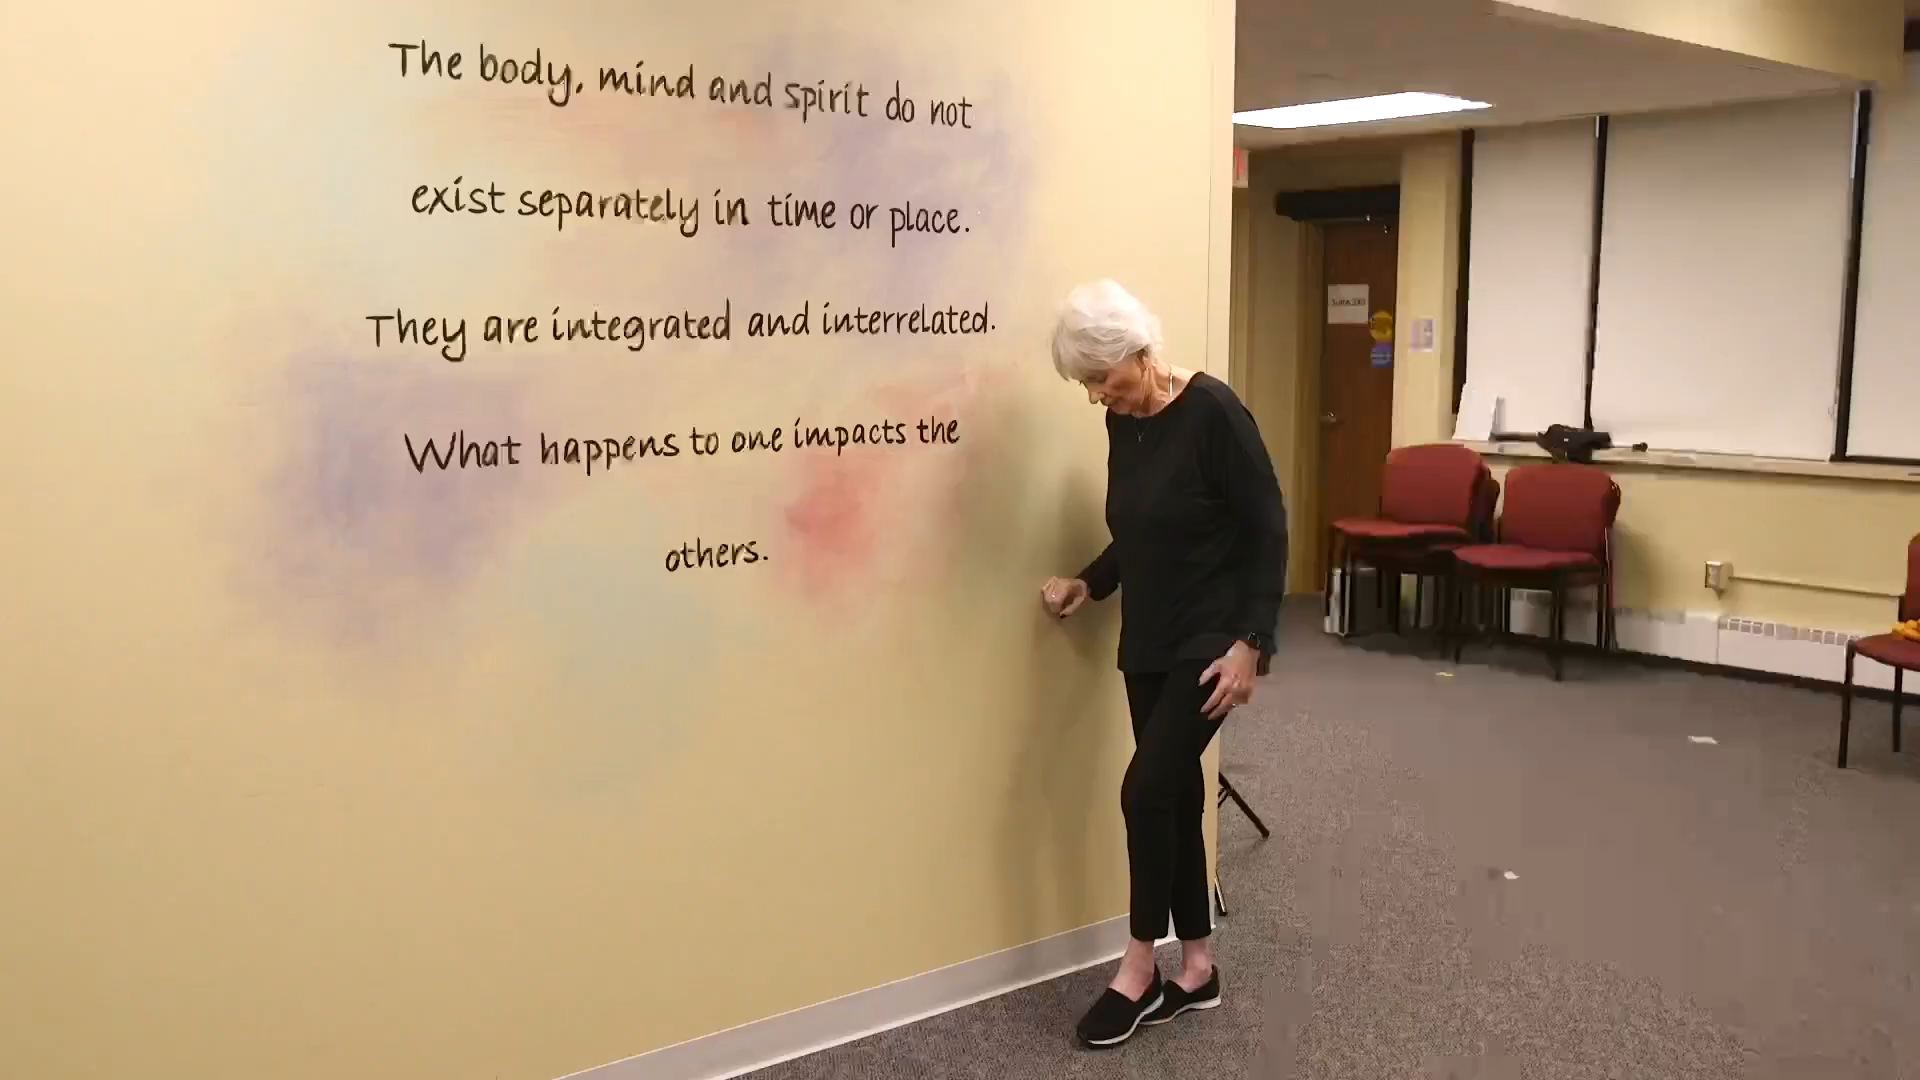 The body, mind and spirit do not
exist separately in time or place.
They are integrated and interrelated.
What happens to one impacts the
others.